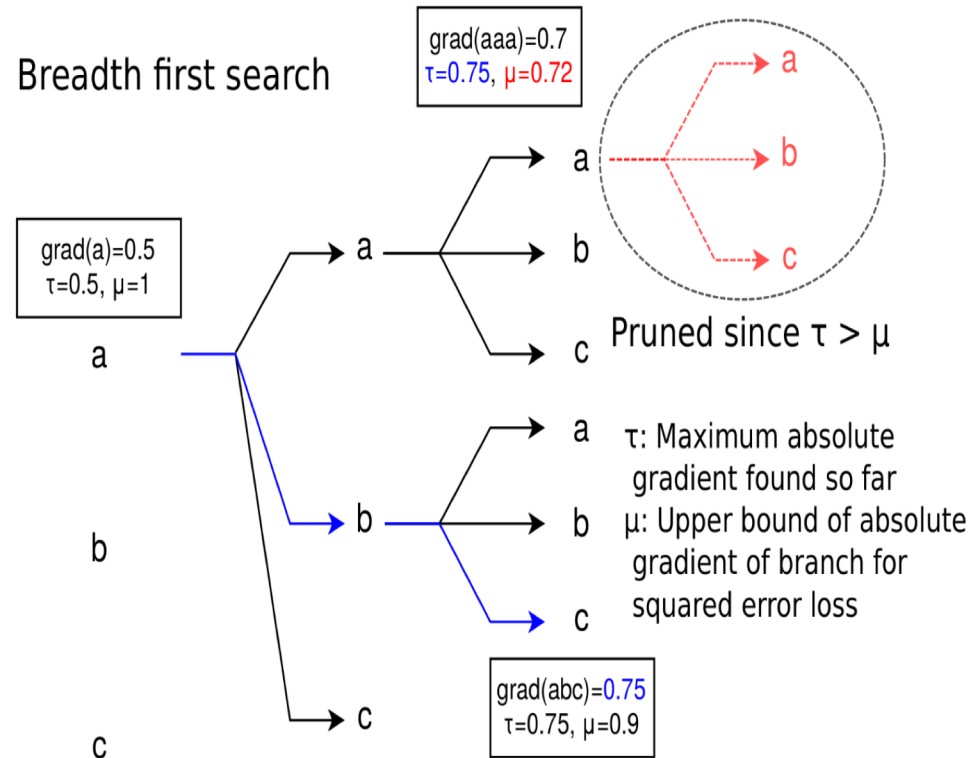 Breadth first search
grad(aaa)=0.7
τ=0.75, μ=0.72
a
a
b
grad(a)=0.5
τ=0.5, μ=1
a
b
c
Pruned since τ > μ
a
c
a
τ: Maximum absolute
gradient found so far
b
b
b
μ: Upper bound of absolute
gradient of branch for
squared error loss
c
grad(abc)=0.75
τ=0.75, μ=0.9
c
c